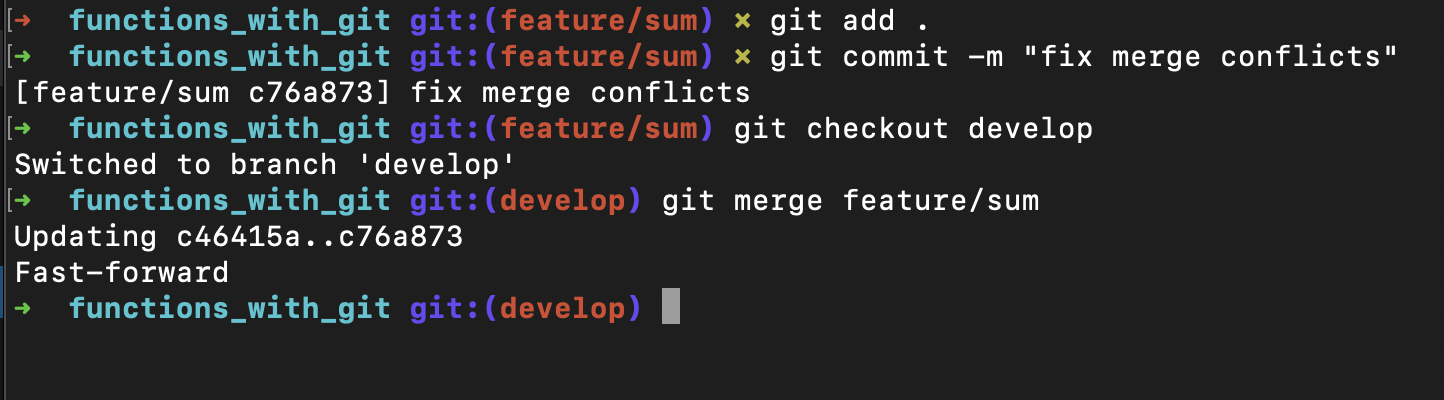 [➜  functions_with_git git:(feature/sum) ✗ git add .
[➜  functions_with_git git:(feature/sum) ✗ git commit -m "fix merge conflicts"
[feature/sum c76a873] fix merge conflicts
[➜  functions_with_git git:(feature/sum) git checkout develop
Switched to branch 'develop'
[➜  functions_with_git git:(develop) git merge feature/sum
Updating c46415a..c76a873
Fast-forward
➜  functions_with_git git:(develop)